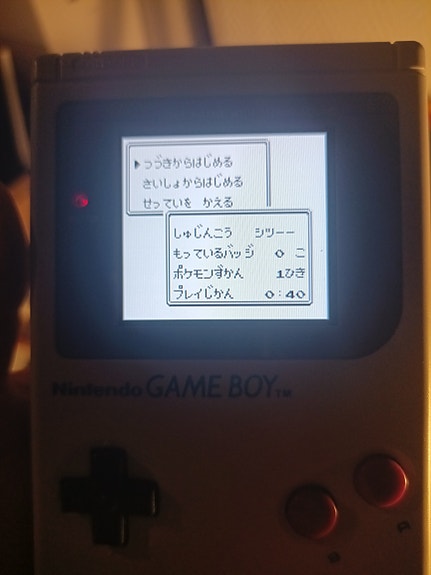 ▶つづきからはじめる
さいしょからはじめる
せっていを かえる
しゅじんこう シツーー
もっているバッジ 0 こ
ポケモンずかん 1ひき
プレイじかん 0:40
Nintendo GAME BOY TM
B
A